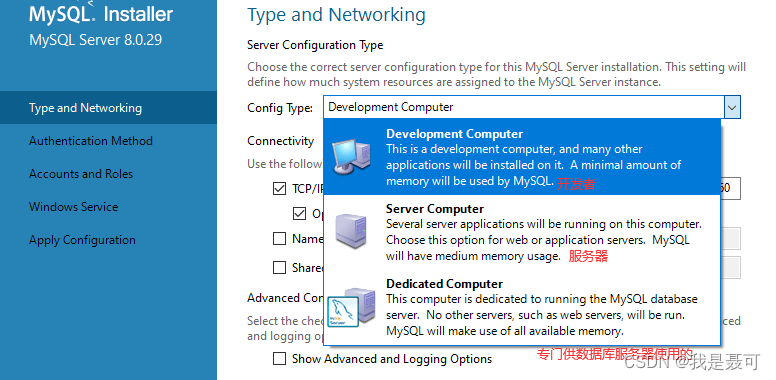 MySQL. Installer
MySQL Server 8.0.29
Type and Networking
Authentication Method
Accounts and Roles
Windows Service
Apply Configuration
Type and Networking
Server Configuration Type
Choose the correct server configuration type for this MySQL Server installation. This setting will
define how much system resources are assigned to the MySQL Server instance.
Config Type: Development Computer
Development Computer
This is a development computer, and many other
applications will be installed on it. A minimal amount of
memory will be used by MySQL. 开发者
Server Computer
Several server applications will be running on this computer.
Choose this option for web or application servers. MySQL
will have medium memory usage. 服务器
Dedicated Computer
This computer is dedicated to running the MySQL database
server. No other servers, such as web servers, will be run.
MySQL will make use of all available memory.
专门供数据库服务器使用的
Connectivity
Use the follow
TCP/IP
Op
60
Name
Shared
Advanced Con
Select the chec
and logging op
nced
Show Advanced and Logging Options
CSDN @我是聂可